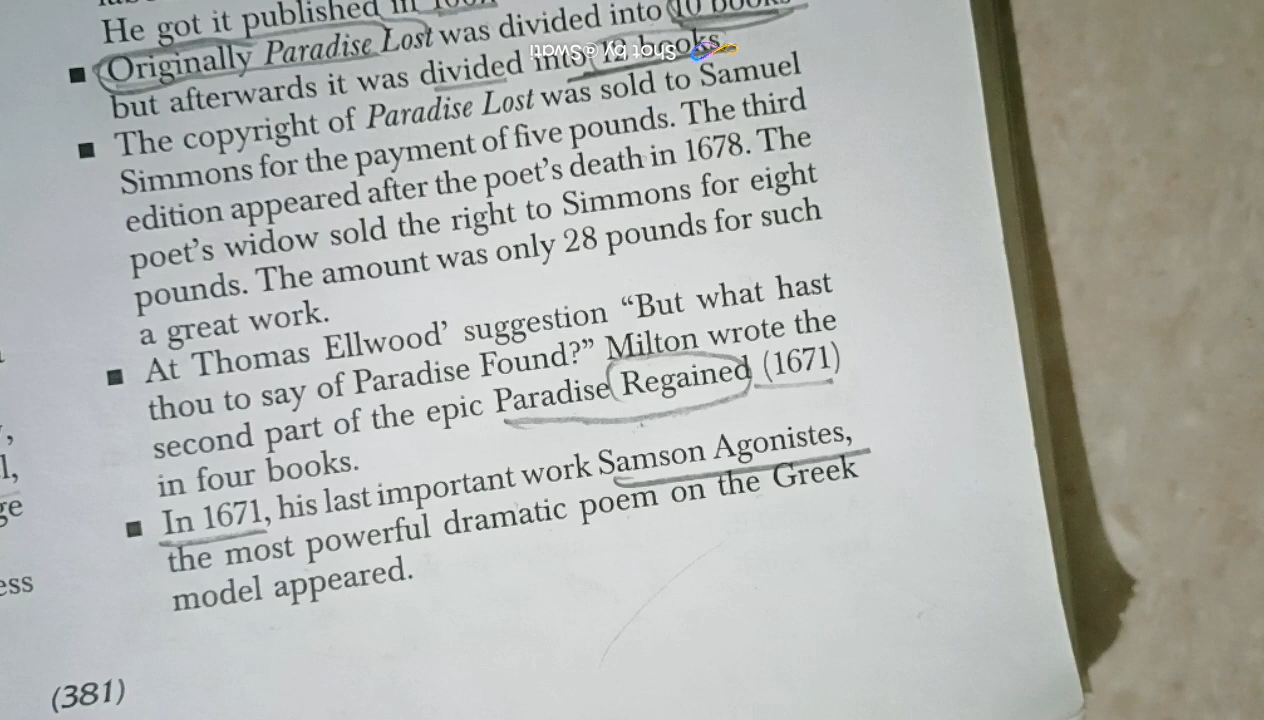 He got it published in
Originally Paradise Lost was divided into 10 books
but afterwards it was divided into 12 books.
Shot by @Swati
The copyright of Paradise Lost was sold to Samuel
Simmons for the payment of five pounds. The third
edition appeared after the poet's death in 1678. The
poet's widow sold the right to Simmons for eight
pounds. The amount was only 28 pounds for such
a great work.
At Thomas Ellwood' suggestion “But what hast
thou to say of Paradise Found?” Milton wrote the
second part of the epic Paradise Regained (1671)
in four books.
In 1671, his last important work Samson Agonistes,
the most powerful dramatic poem on the Greek
model appeared.
l,
ge
ess
(381)